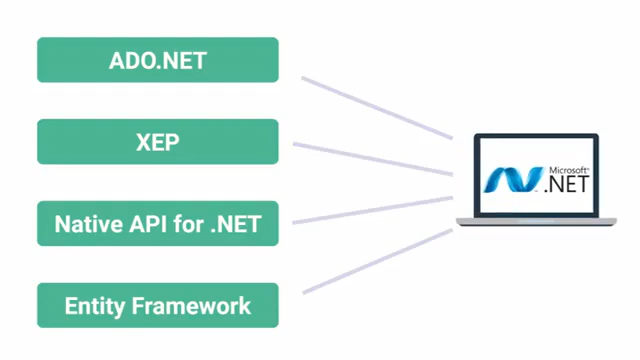 ADO.NET
XEP
Native API for .NET
Entity Framework
Microsoft®
.NET